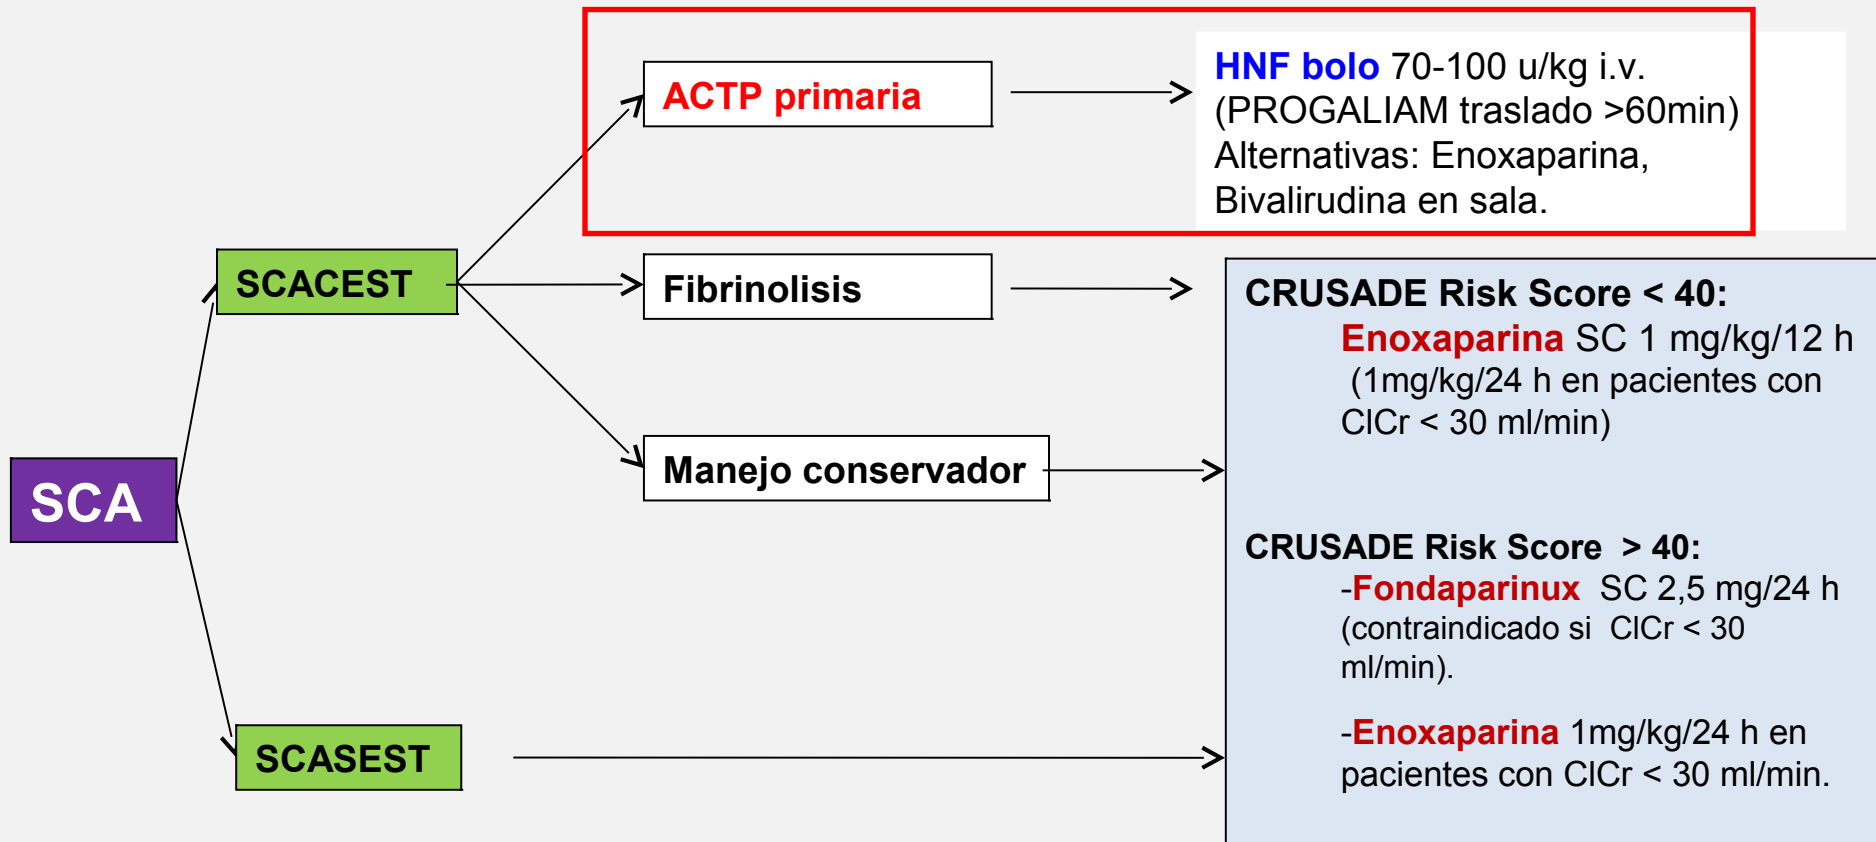 ACTP primaria
HNF bolo 70-100 u/kg i.v.
(PROGALIAM traslado >60min)
Alternativas: Enoxaparina,
Bivalirudina en sala.
SCACEST
Fibrinolisis
Manejo conservador
SCA
SCASEST
CRUSADE Risk Score < 40:
Enoxaparina SC 1 mg/kg/12 h
(1mg/kg/24 h en pacientes con
ClCr < 30 ml/min)
CRUSADE Risk Score > 40:
-Fondaparinux SC 2,5 mg/24 h
(contraindicado si ClCr < 30
ml/min).
-Enoxaparina 1mg/kg/24 h en
pacientes con ClCr < 30 ml/min.